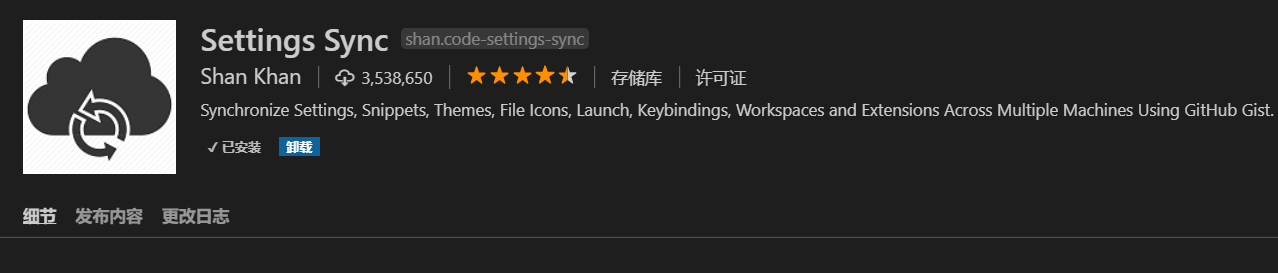 Settings Sync shan.code-settings-sync
Shan Khan 3,538,650 存储库 许可证
Synchronize Settings, Snippets, Themes, File Icons, Launch, Keybindings, Workspaces and Extensions Across Multiple Machines Using GitHub Gist.
✓已安装 卸载
细节 发布内容 更改日志